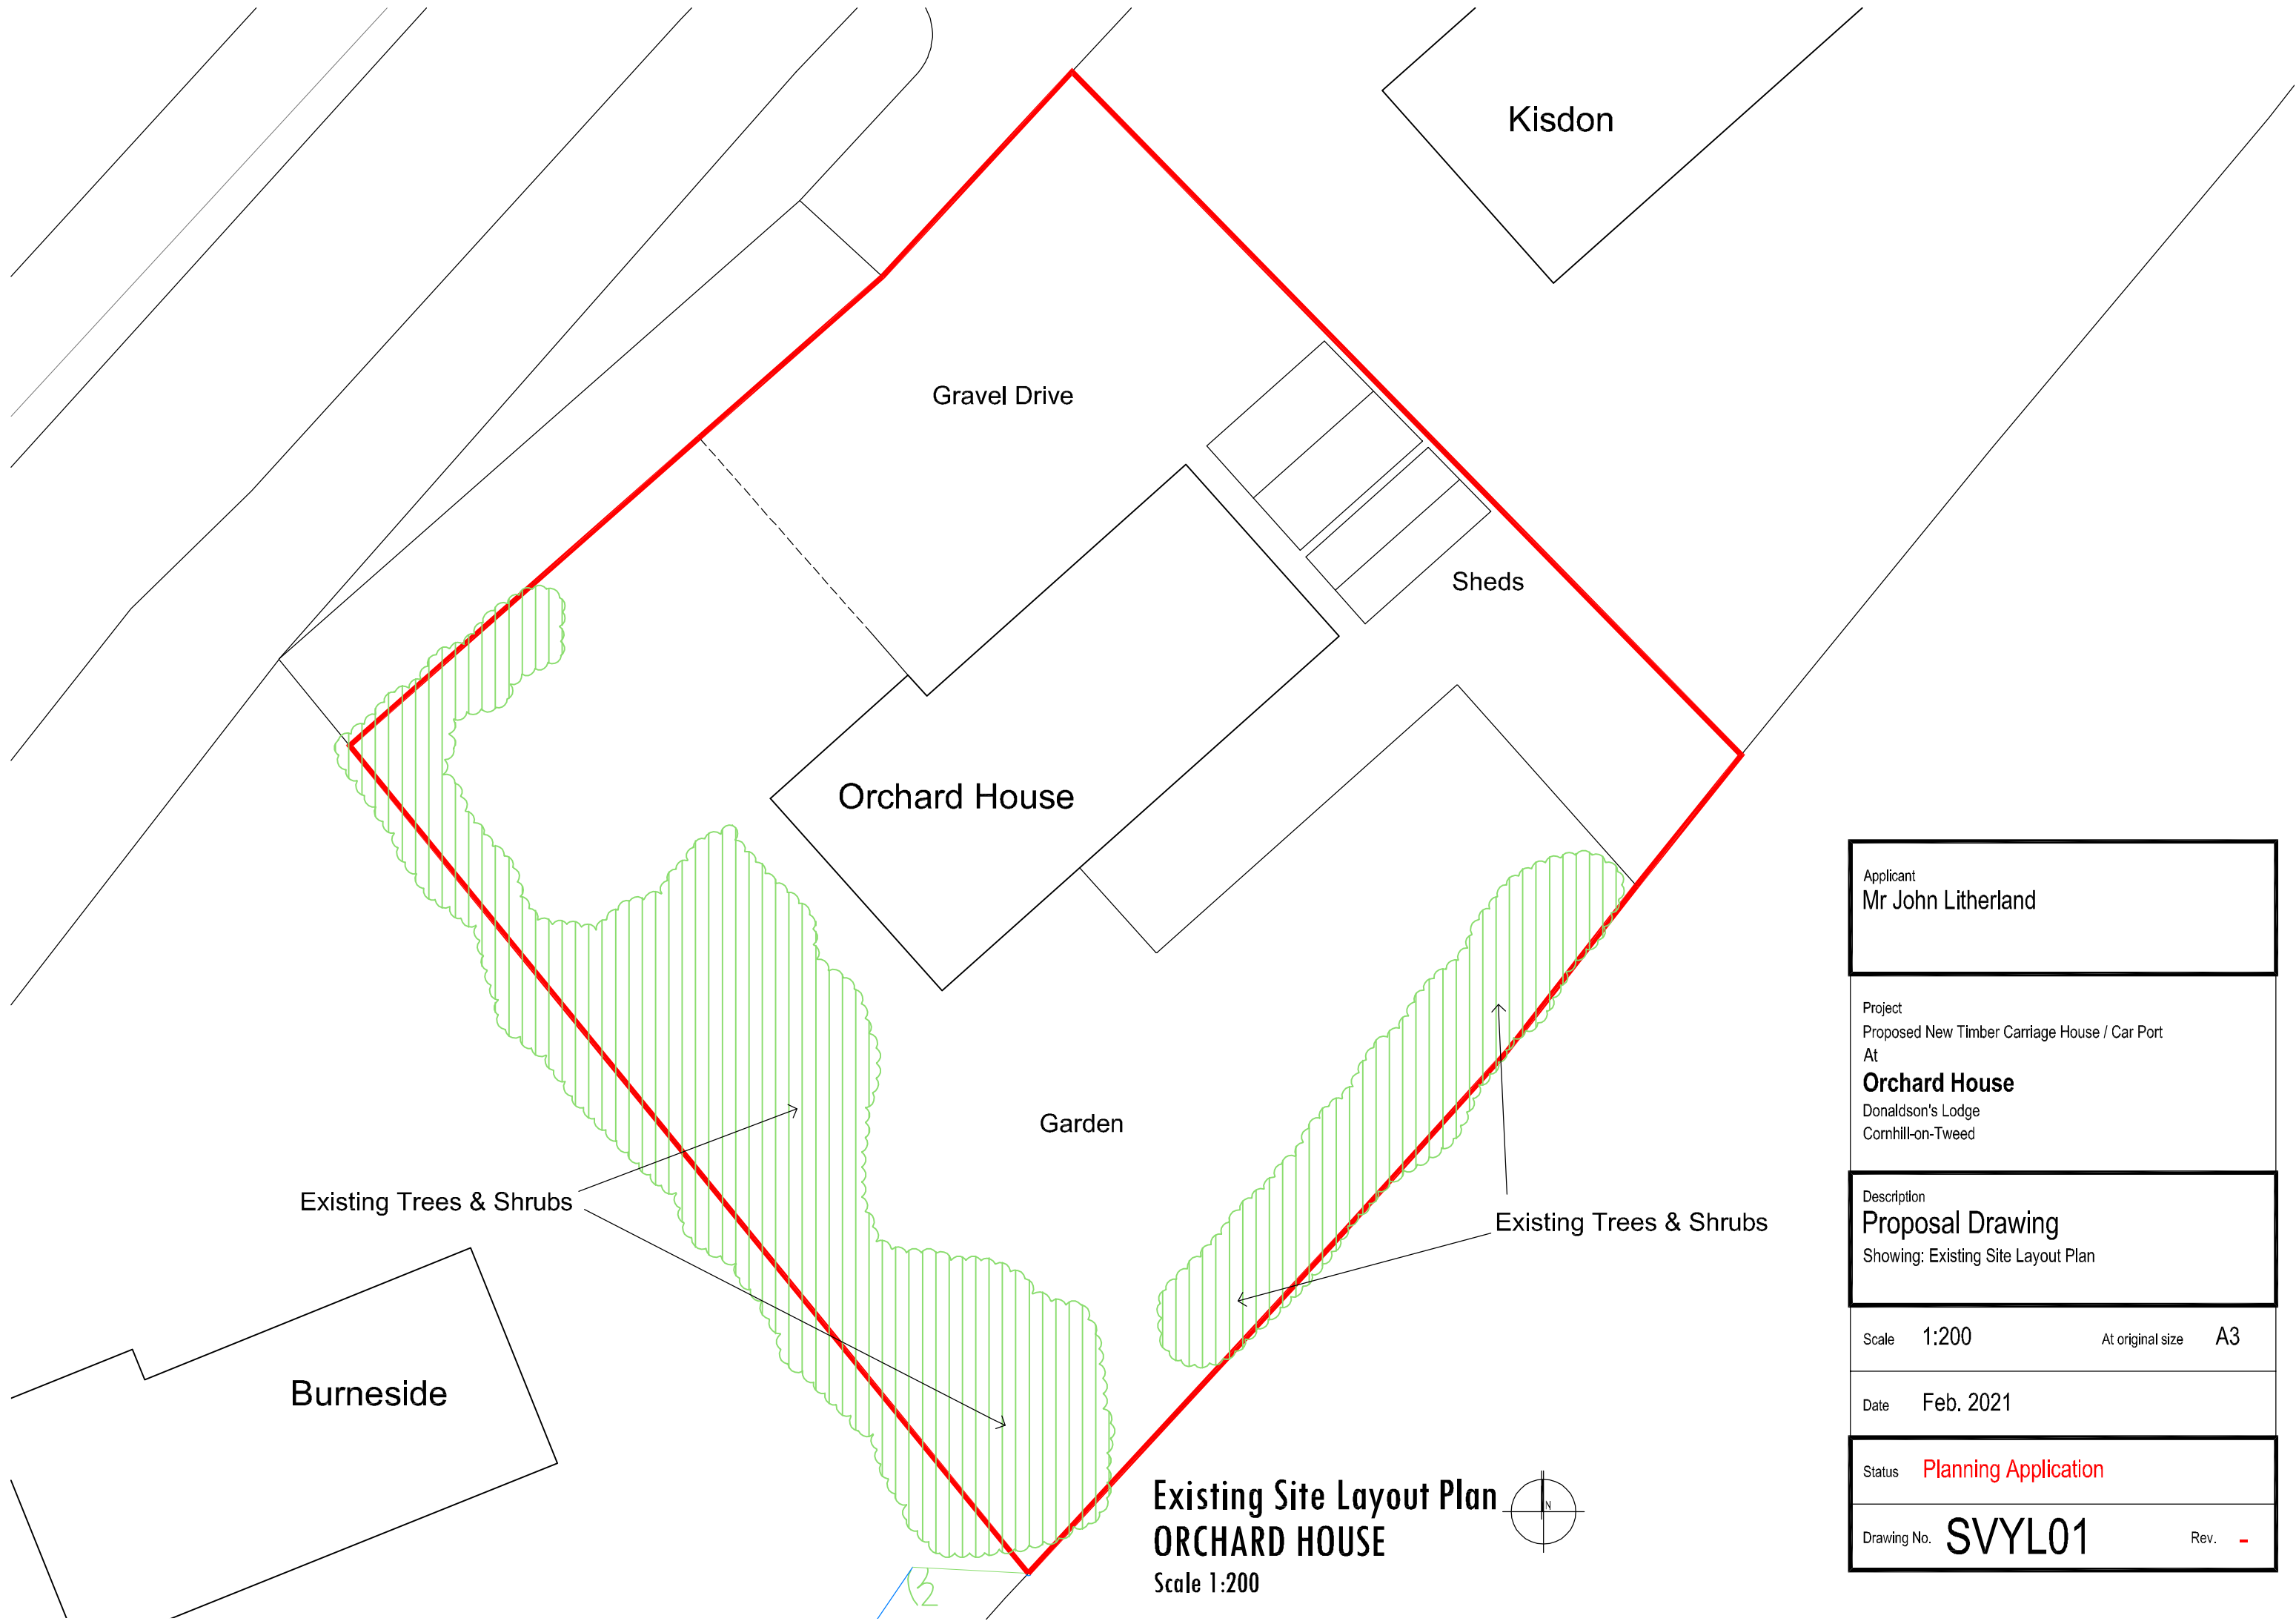 Kisdon
Gravel Drive
Sheds
Orchard House
Garden
Existing Trees & Shrubs
Existing Trees & Shrubs
Burneside
Existing Site Layout Plan
ORCHARD HOUSE
Scale 1:200
N
2
Applicant
Mr John Litherland
Project
Proposed New Timber Carriage House / Car Port
At
Orchard House
Donaldson's Lodge
Cornhill-on-Tweed
Description
Proposal Drawing
Showing: Existing Site Layout Plan
Scale 1:200 At original size A3
Date Feb. 2021
Status Planning Application
Drawing No. SVYL01 Rev. -